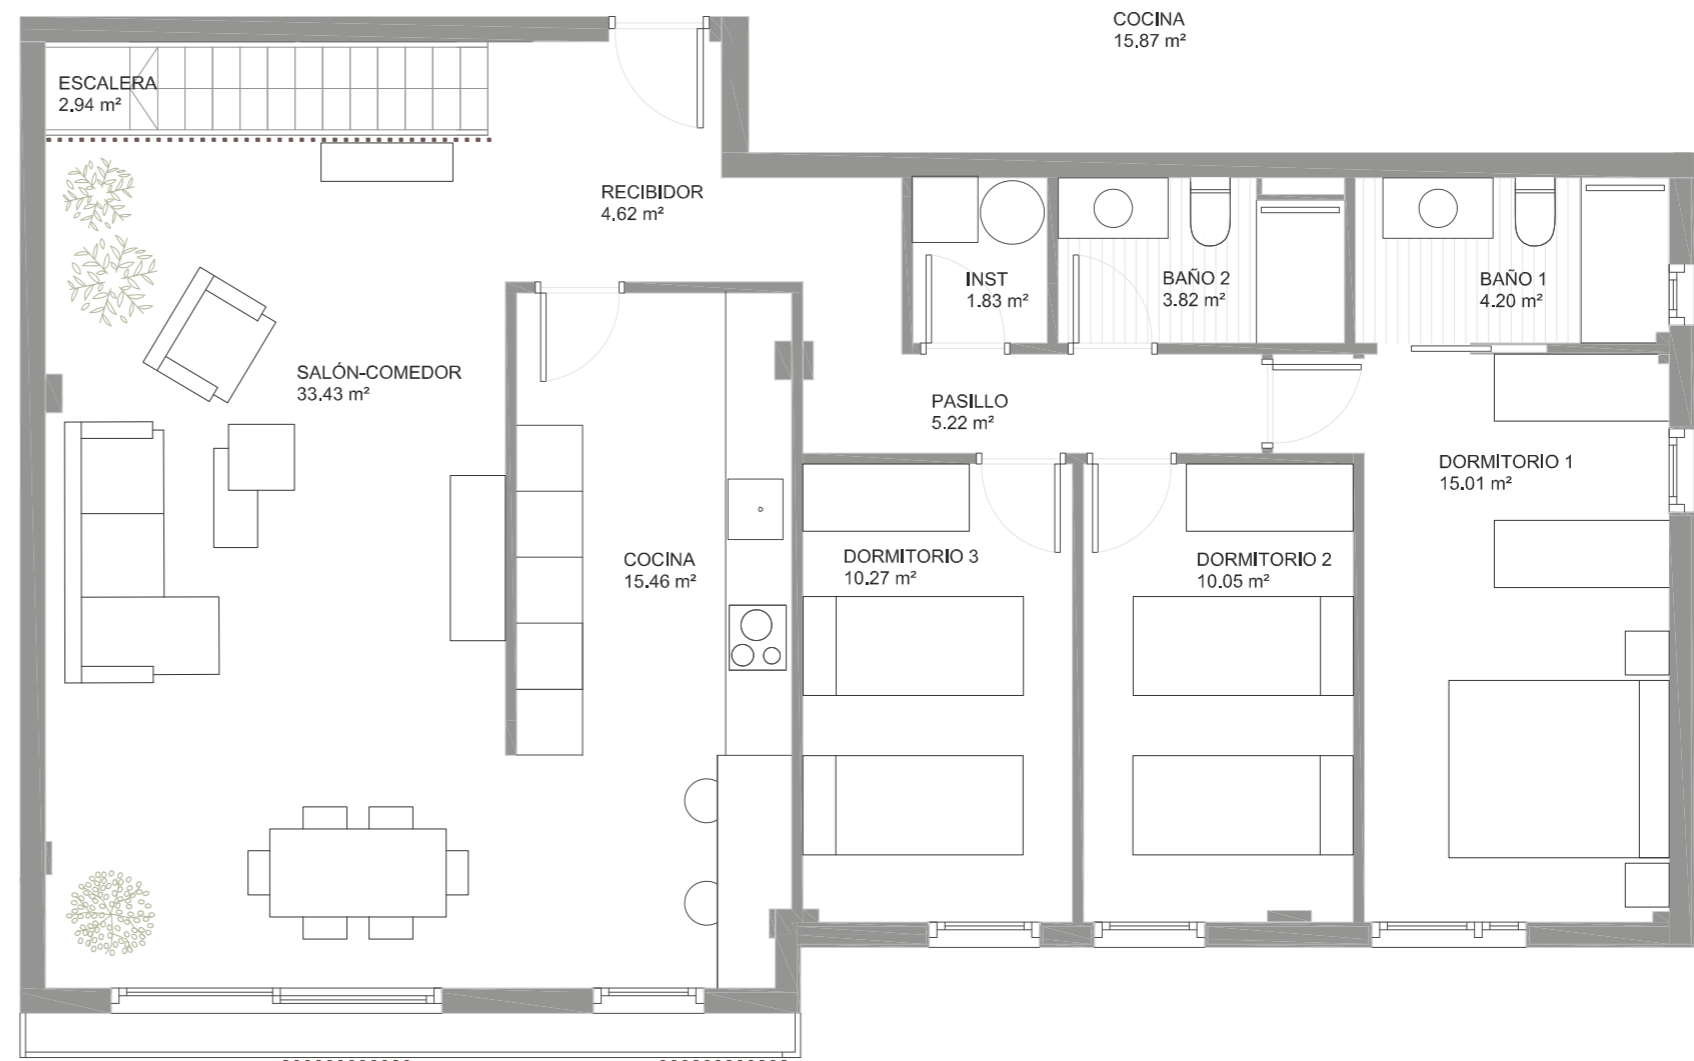 COCINA
15.87 m²
ESCALERA
2.94 m²
RECIBIDOR
4.62 m²
INST
1.83 m²
BAÑO 2
3.82 m²
BAÑO 1
4.20 m²
SALÓN-COMEDOR
33.43 m²
PASILLO
5.22 m²
DORMITORIO 1
15.01 m²
COCINA
15.46 m²
DORMITORIO 3
10.27 m²
DORMITORIO 2
10.05 m²